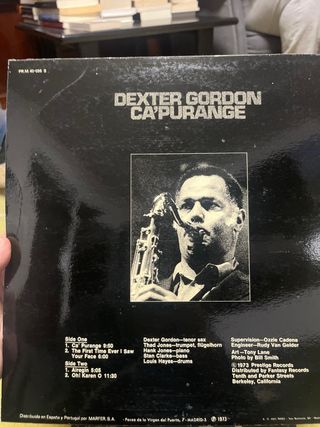 PR.M. 40-096 S
DEXTER GORDON
CA'PURANGE
Side One
1. Ca' Purange 9:50
2. The First Time Ever I Saw
Your Face 6:00
Side Two
1. Airegin 5:05
2. Oh! Karen O 11:30
Dexter Gordon–tenor sax
Thad Jones–trumpet, flügelhorn
Hank Jones–piano
Stan Clarke–bass
Louis Hayes–drums
Supervision–Ozzie Cadena
Engineer–Rudy Van Gelder
Art–Tony Lane
Photo by Bill Smith
© 1973 Prestige Records
Distributed by Fantasy Records
Tenth and Parker Streets
Berkeley, California
Distribuido en España y Portugal por MARFER, S.A. - Paseo de la Virgen del Puerto, MADRID-5 ℗ 1973